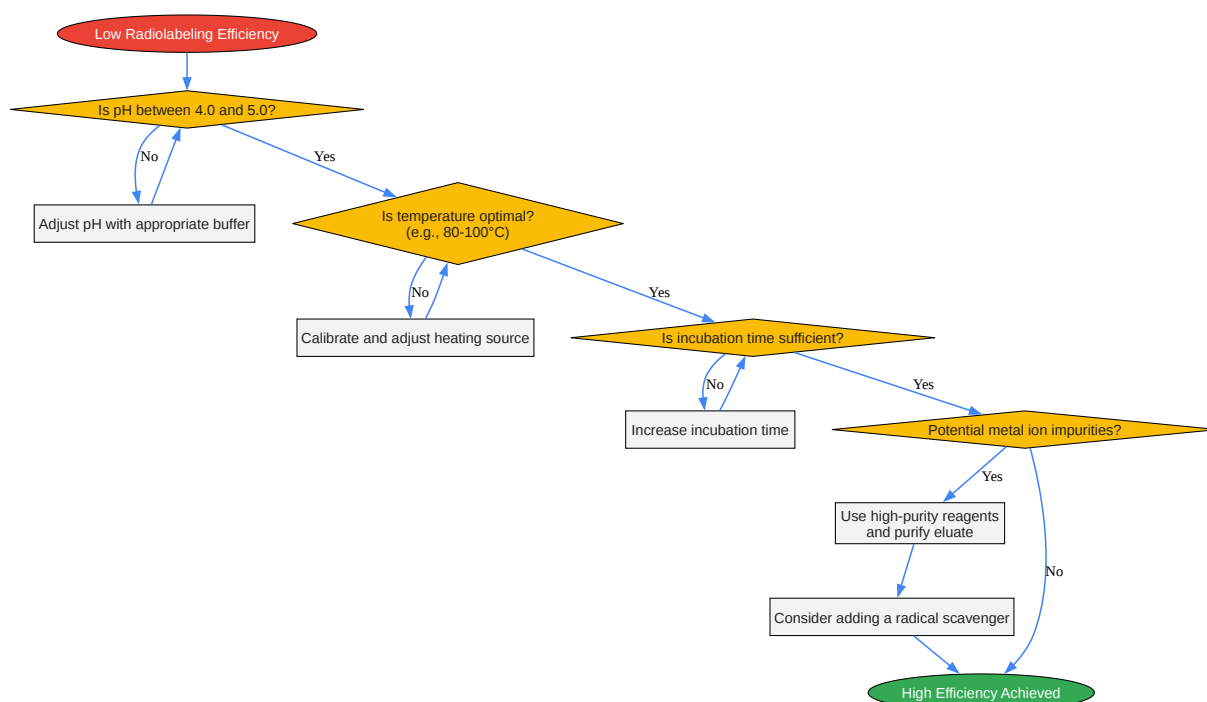 Low Radiolabeling Efficiency
Is pH between 4.0 and 5.0?
No
Yes
Adjust pH with appropriate buffer
Is temperature optimal?
(e.g., 80-100°C)
No
Yes
Calibrate and adjust heating source
Is incubation time sufficient?
No
Yes
Increase incubation time
Potential metal ion impurities?
Yes
Use high-purity reagents
and purify eluate
No
Consider adding a radical scavenger
High Efficiency Achieved